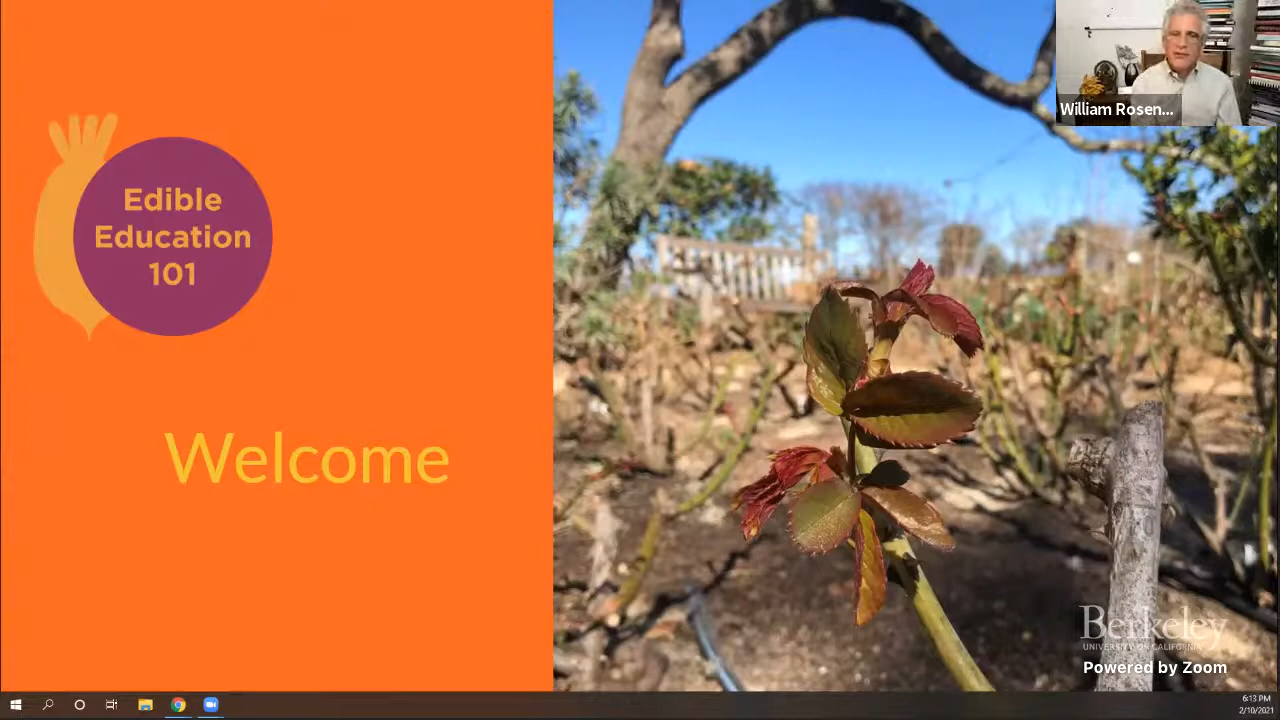 Edible
Education
101
Welcome
William Rosen...
Berkeley
UNIVERSITY OF CALIFORNIA
Powered by Zoom
6:13 PM
2/10/2021